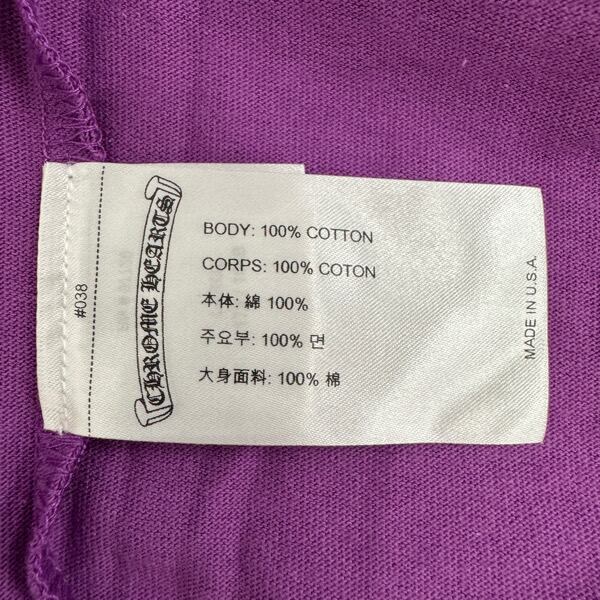 #038
CHROME HEARTS
BODY: 100% COTTON
CORPS: 100% COTON
本体: 綿 100%
주요부: 100% 면
大身面料: 100% 棉
MADE IN U.S.A.